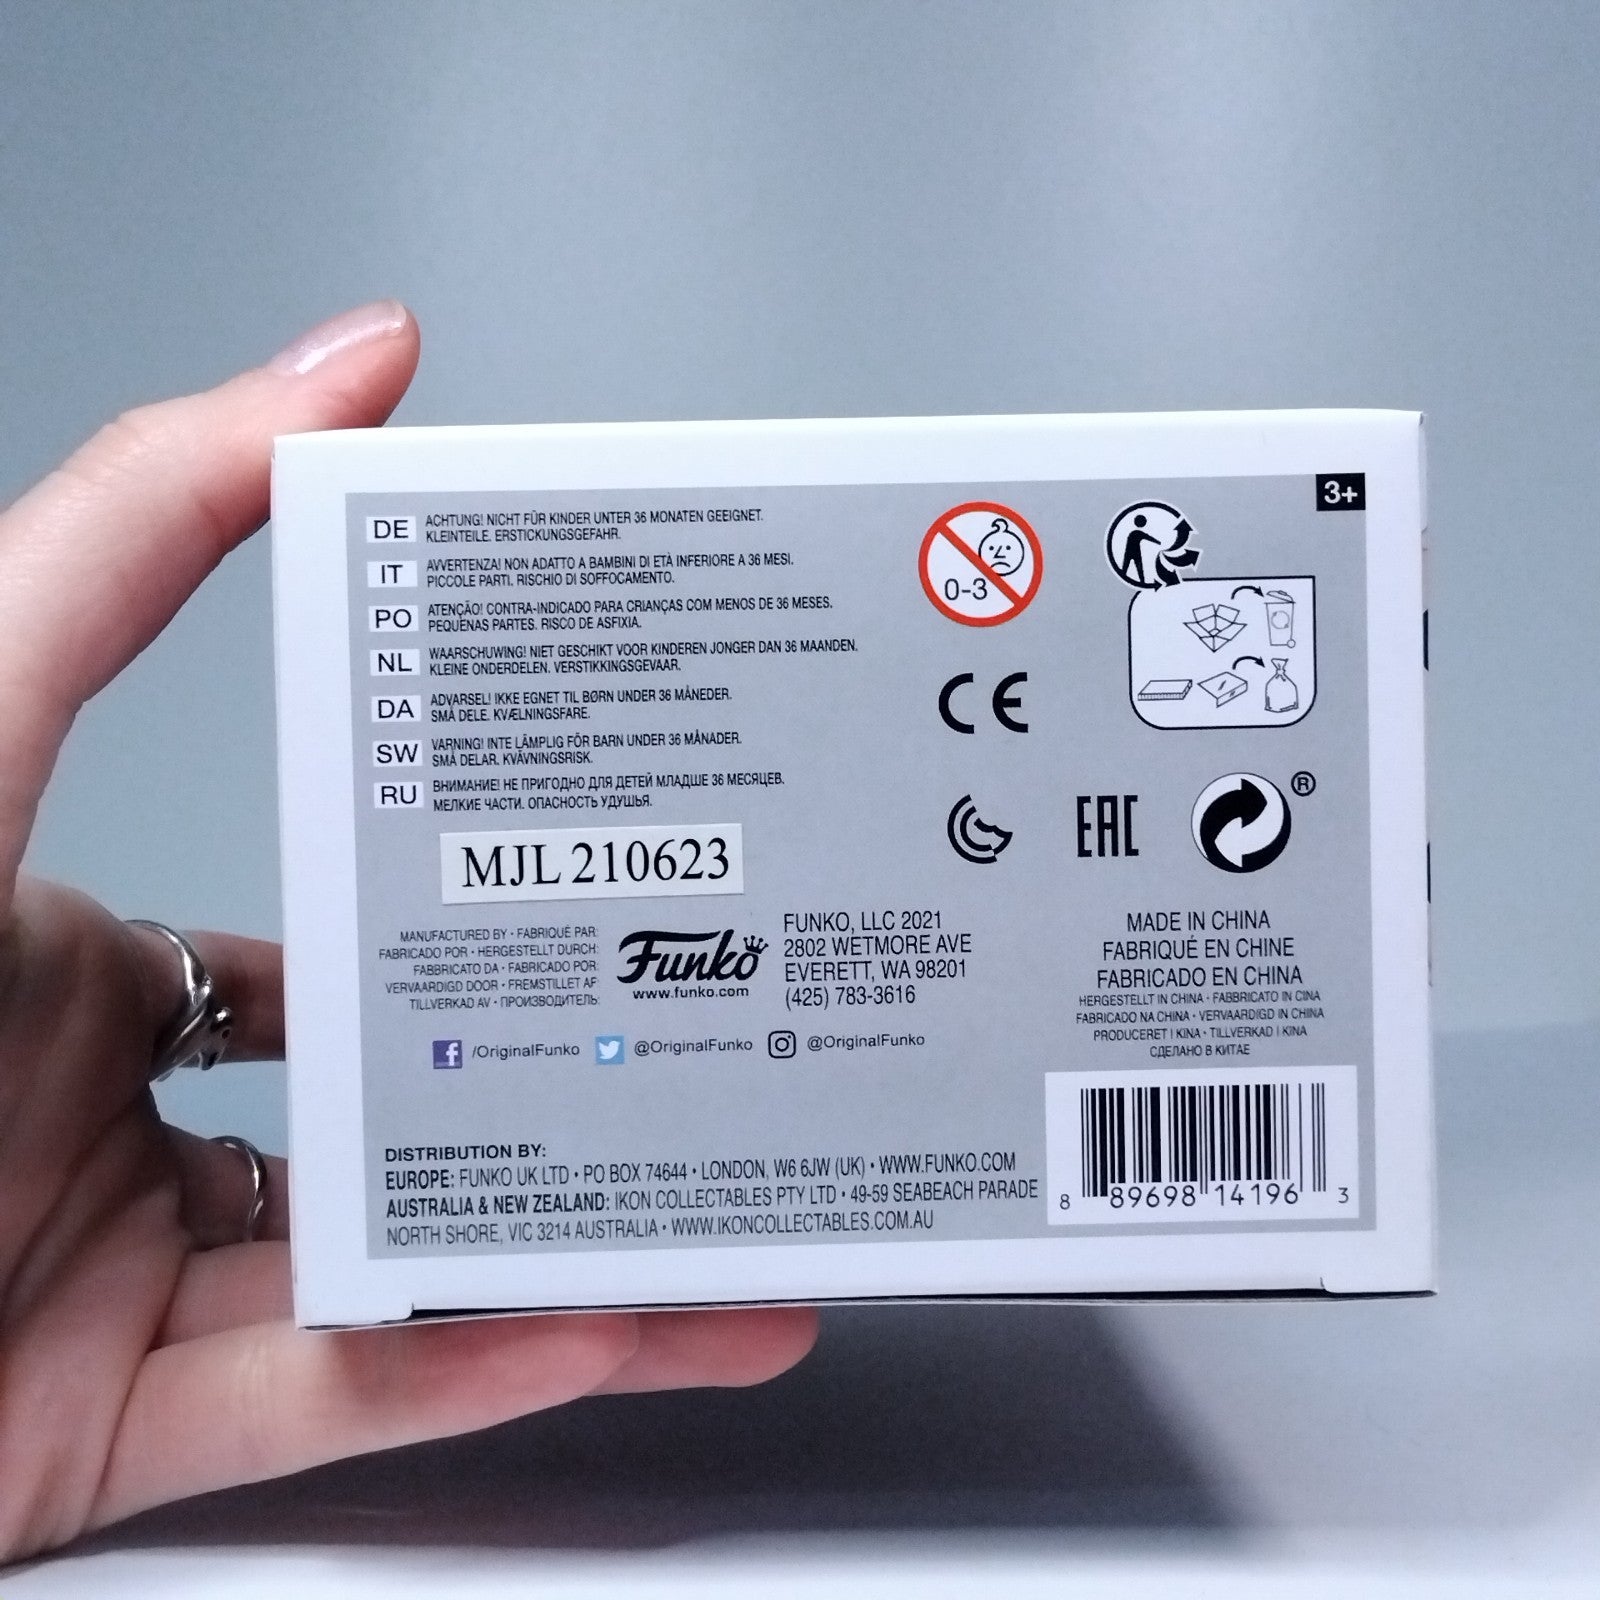 3+
DE ACHTUNG! NICHT FÜR KINDER UNTER 36 MONATEN GEEIGNET.
KLEINTEILE. ERSTICKUNGSGEFAHR.
IT AVVERTENZA! NON ADATTO A BAMBINI DI ETÀ INFERIORE A 36 MESI.
PICCOLE PARTI. RISCHIO DI SOFFOCAMENTO.
PO ATENÇÃO! CONTRA-INDICADO PARA CRIANÇAS COM MENOS DE 36 MESES.
PEQUENAS PARTES. RISCO DE ASFIXIA.
NL WAARSCHUWING! NIET GESCHIKT VOOR KINDEREN JONGER DAN 36 MAANDEN.
KLEINE ONDERDELEN. VERSTIKKINGSGEVAAR.
DA ADVARSEL! IKKE EGNET TIL BØRN UNDER 36 MÅNEDER.
SMÅ DELE. KVÆLNINGSFARE.
SW VARNING! INTE LÄMPLIG FÖR BARN UNDER 36 MÅNADER.
SMÅ DELAR. KVÄVNINGSRISK.
RU ВНИМАНИЕ! НЕ ПРИГОДНО ДЛЯ ДЕТЕЙ МЛАДШЕ 36 МЕСЯЦЕВ.
МЕЛКИЕ ЧАСТИ. ОПАСНОСТЬ УДУШЬЯ.
0-3
CE
EAC
®
MJL 210623
MANUFACTURED BY • FABRIQUÉ PAR:
FABRICADO POR • HERGESTELLT DURCH:
FABBRICATO DA • FABRICADO POR:
VERVAARDIGD DOOR • FREMSTILLET AF
TILLVERKAD AV • ПРОИЗВОДИТЕЛЬ:
Funko
www.funko.com
FUNKO, LLC 2021
2802 WETMORE AVE
EVERETT, WA 98201
(425) 783-3616
MADE IN CHINA
FABRIQUÉ EN CHINE
FABRICADO EN CHINA
HERGESTELLT IN CHINA • FABBRICATO IN CINA
FABRICADO NA CHINA • VERVAARDIGD IN CHINA
PRODUCERET I KINA • TILLVERKAD I KINA
СДЕЛАНО В КИТАЕ
/OriginalFunko @OriginalFunko @OriginalFunko
DISTRIBUTION BY:
EUROPE: FUNKO UK LTD • PO BOX 74644 • LONDON, W6 6JW (UK) • WWW.FUNKO.COM
AUSTRALIA & NEW ZEALAND: IKON COLLECTABLES PTY LTD • 49-59 SEABEACH PARADE
NORTH SHORE, VIC 3214 AUSTRALIA • WWW.IKONCOLLECTABLES.COM.AU
8 89698 14196 3